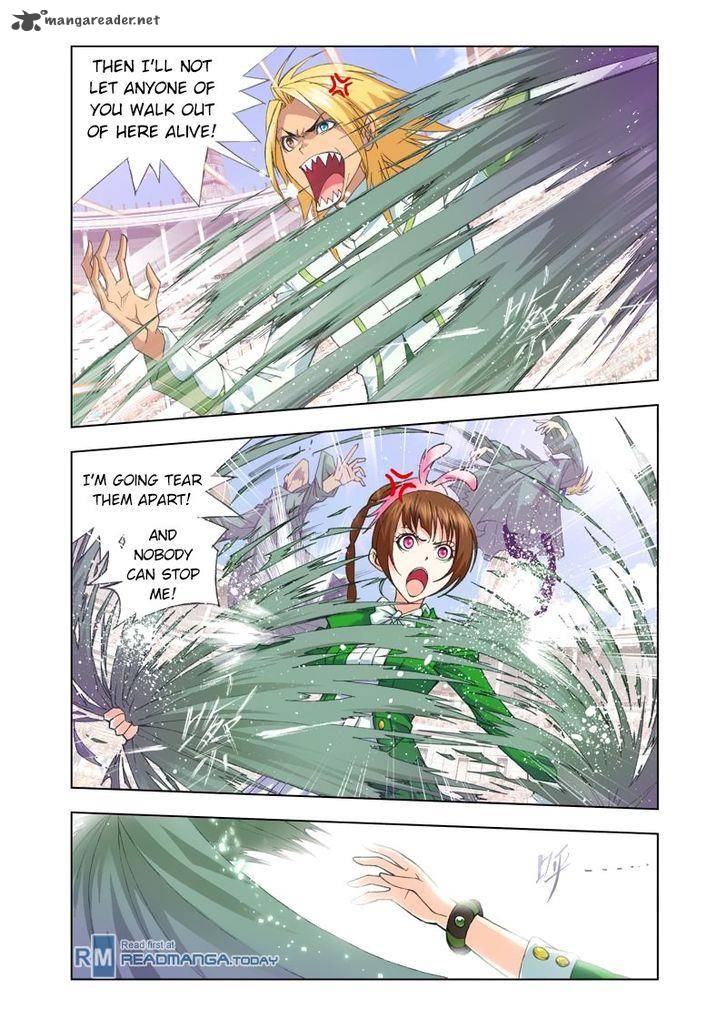 mangareader.net
THEN I'LL NOT
LET ANYONE OF
YOU WALK OUT
OF HERE ALIVE!
I'M GOING TEAR
THEM APART!
AND
NOBODY
CAN STOP
ME!
呼
RM
Read first at
READMANGA.TODAY